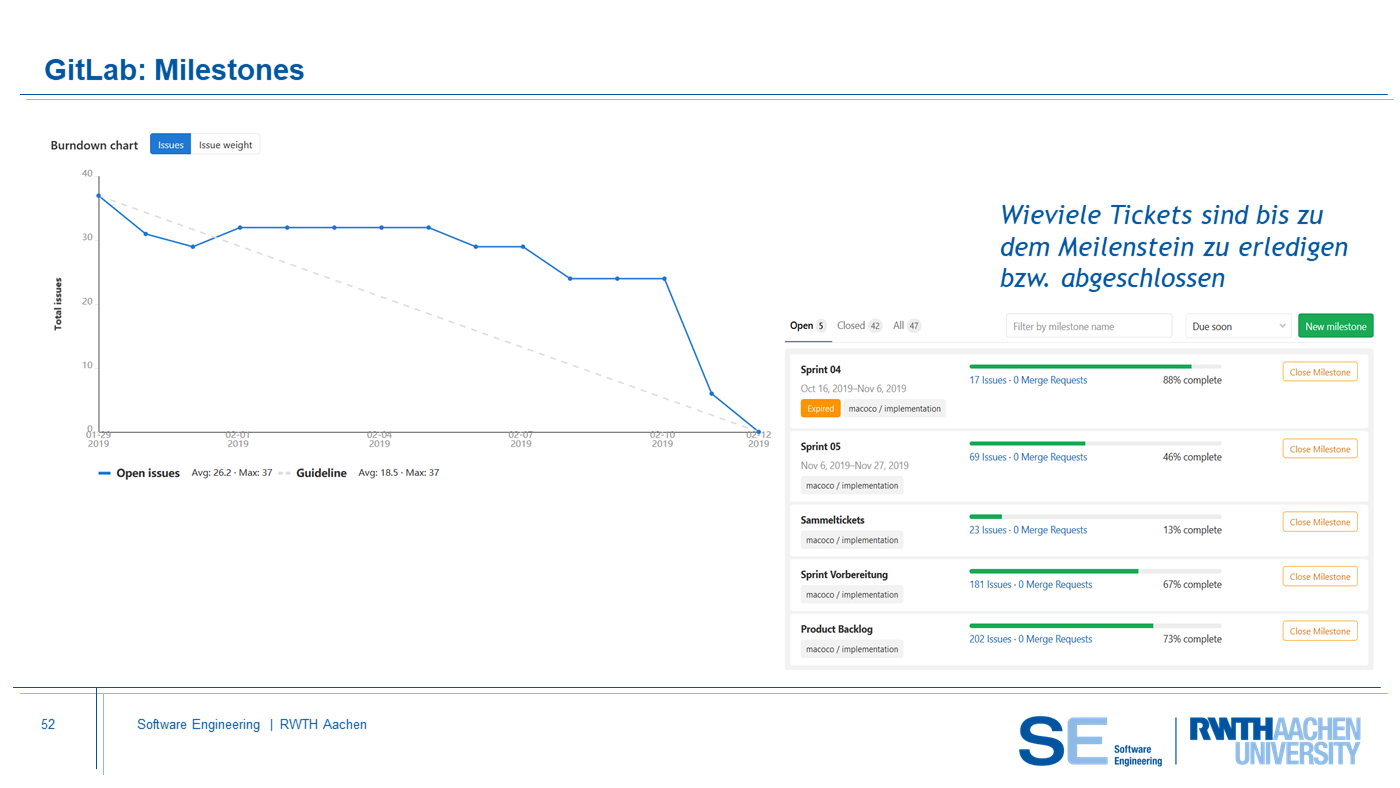 GitLab: Milestones
Burndown chart Issues Issue weight
40
30
20
10
0
Total issues
01-29 02-01 02-04 02-07 02-10 02-12
2019 2019 2019 2019 2019 2019
Open issues Avg: 26.2 · Max: 37 Guideline Avg: 18.5 · Max: 37
Wieviele Tickets sind bis zu
dem Meilenstein zu erledigen
bzw. abgeschlossen
Open 5 Closed 42 All 47 Filter by milestone name Due soon New milestone
Sprint 04
Oct 16, 2019–Nov 6, 2019
Expired macoco / implementation
17 Issues · 0 Merge Requests 88% complete
Close Milestone
Sprint 05
Nov 6, 2019–Nov 27, 2019
macoco / implementation
69 Issues · 0 Merge Requests 46% complete
Close Milestone
Sammeltickets
macoco / implementation
23 Issues · 0 Merge Requests 13% complete
Close Milestone
Sprint Vorbereitung
macoco / implementation
181 Issues · 0 Merge Requests 67% complete
Close Milestone
Product Backlog
macoco / implementation
202 Issues · 0 Merge Requests 73% complete
Close Milestone
52 Software Engineering | RWTH Aachen
SE Software
Engineering
RWTH AACHEN
UNIVERSITY